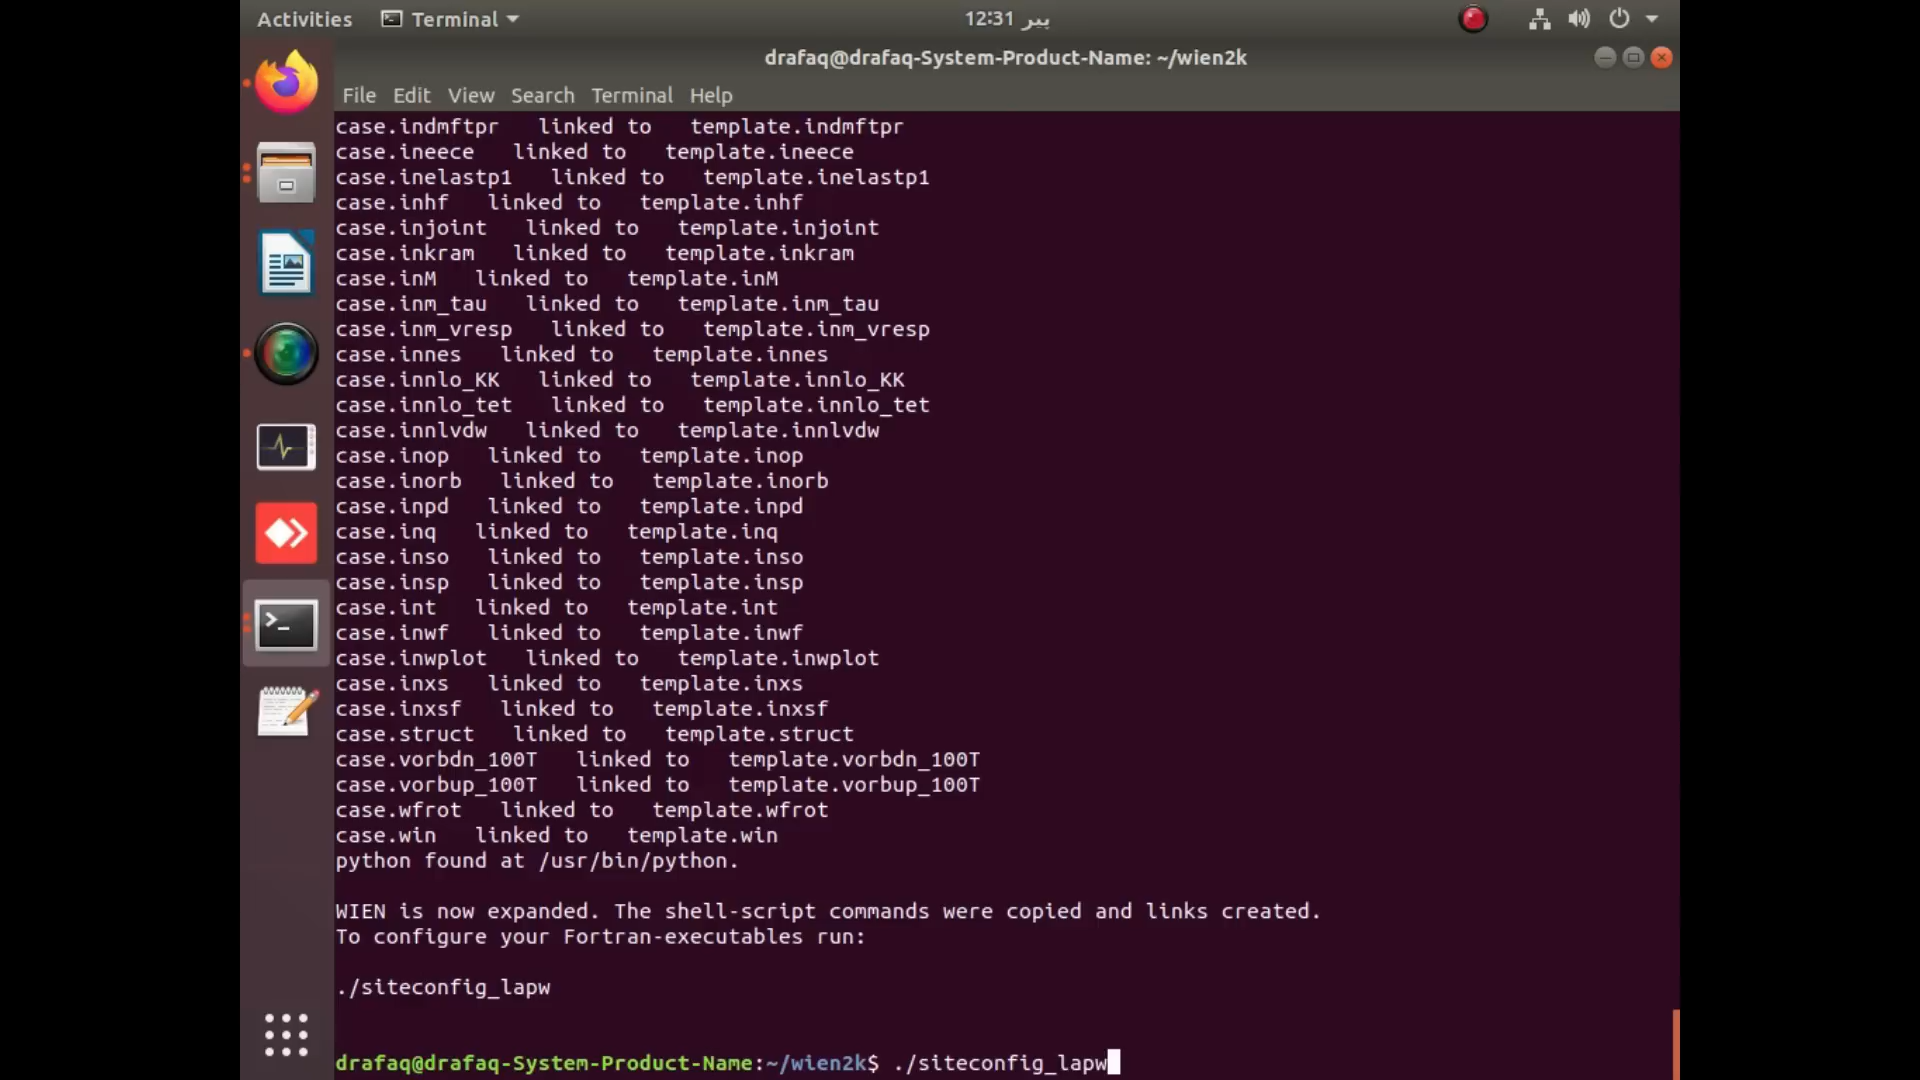 Activities Terminal پیر 12:31
drafaq@drafaq-System-Product-Name: ~/wien2k
File Edit View Search Terminal Help
case.indmftpr linked to template.indmftpr
case.ineece linked to template.ineece
case.inelastp1 linked to template.inelastp1
case.inhf linked to template.inhf
case.injoint linked to template.injoint
case.inkram linked to template.inkram
case.inM linked to template.inM
case.inm_tau linked to template.inm_tau
case.inm_vresp linked to template.inm_vresp
case.innes linked to template.innes
case.innlo_KK linked to template.innlo_KK
case.innlo_tet linked to template.innlo_tet
case.innlvdw linked to template.innlvdw
case.inop linked to template.inop
case.inorb linked to template.inorb
case.inpd linked to template.inpd
case.inq linked to template.inq
case.inso linked to template.inso
case.insp linked to template.insp
case.int linked to template.int
case.inwf linked to template.inwf
case.inwplot linked to template.inwplot
case.inxs linked to template.inxs
case.inxsf linked to template.inxsf
case.struct linked to template.struct
case.vorbdn_100T linked to template.vorbdn_100T
case.vorbup_100T linked to template.vorbup_100T
case.wfrot linked to template.wfrot
case.win linked to template.win
python found at /usr/bin/python.
WIEN is now expanded. The shell-script commands were copied and links created.
To configure your Fortran-executables run:
./siteconfig_lapw
drafaq@drafaq-System-Product-Name:~/wien2k$ ./siteconfig_lapw